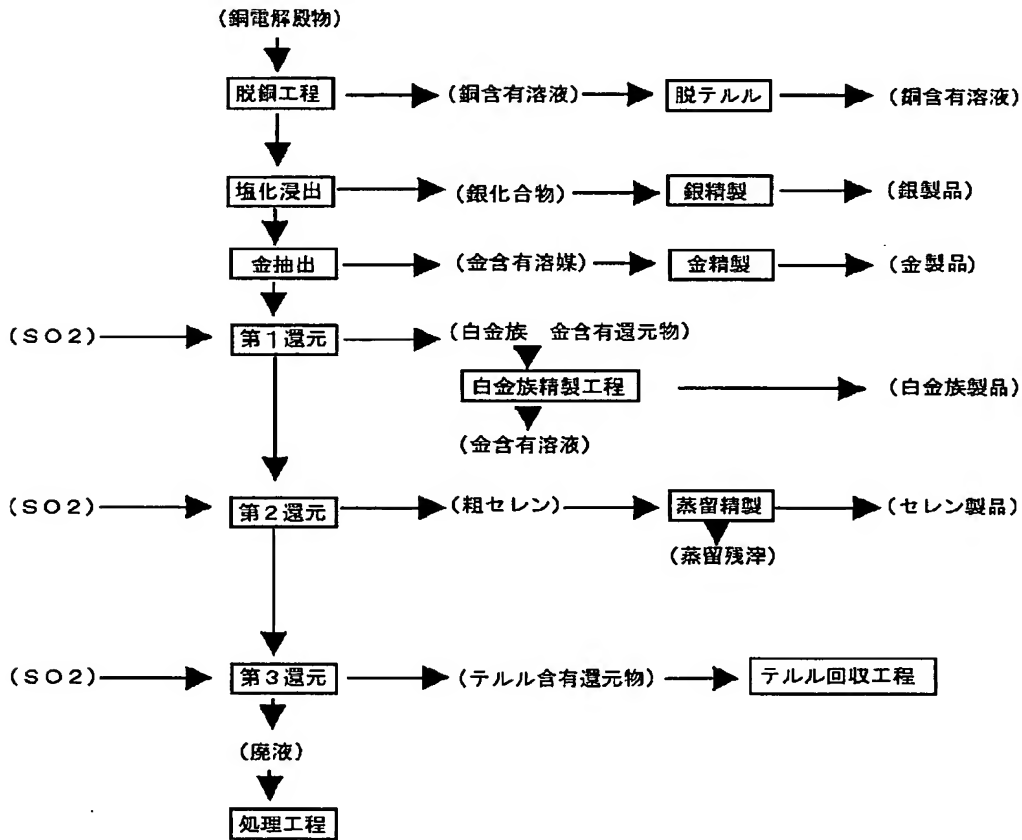 (銅電解殿物)
脱銅工程 (銅含有溶液) 脱テルル (銅含有溶液)
塩化浸出 (銀化合物) 銀精製 (銀製品)
金抽出 (金含有溶媒) 金精製 (金製品)
(SO2) 第1還元 (白金族 金含有還元物)
白金族精製工程 (白金族製品)
(金含有溶液)
(SO2) 第2還元 (粗セレン) 蒸留精製 (セレン製品)
(蒸留残滓)
(SO2) 第3還元 (テルル含有還元物) テルル回収工程
(廃液)
処理工程